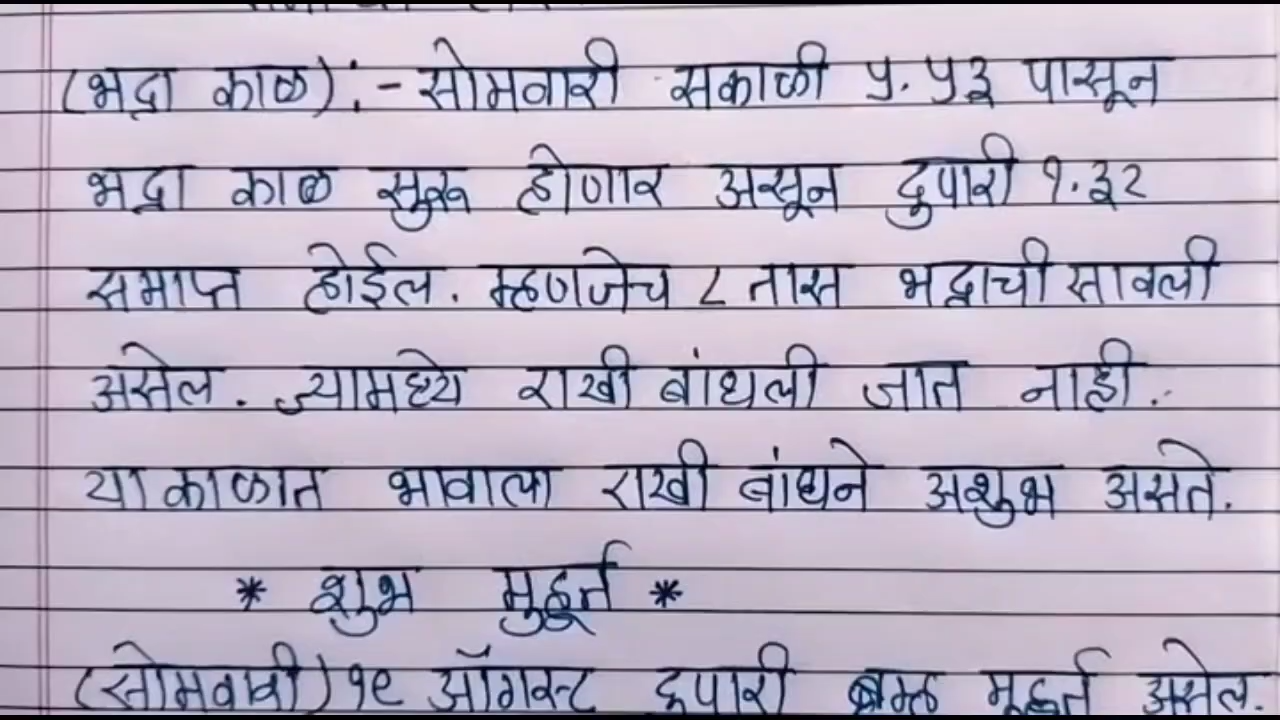 (भद्रा काळ):- सोमवारी सकाळी ५.५३ पासून
भद्रा काळ सुरू होणार असून दुपारी १.३२
समाप्त होईल. म्हणजेच ८ तास भद्राची सावली
असेल. ज्यामध्ये राखी बांधली जात नाही.
या काळात भावाला राखी बांधने अशुभ असते.
* शुभ मुहूर्त *
(सोमवारी) १९ ऑगस्ट दुपारी ब्रम्ह मूहूर्त असेल.